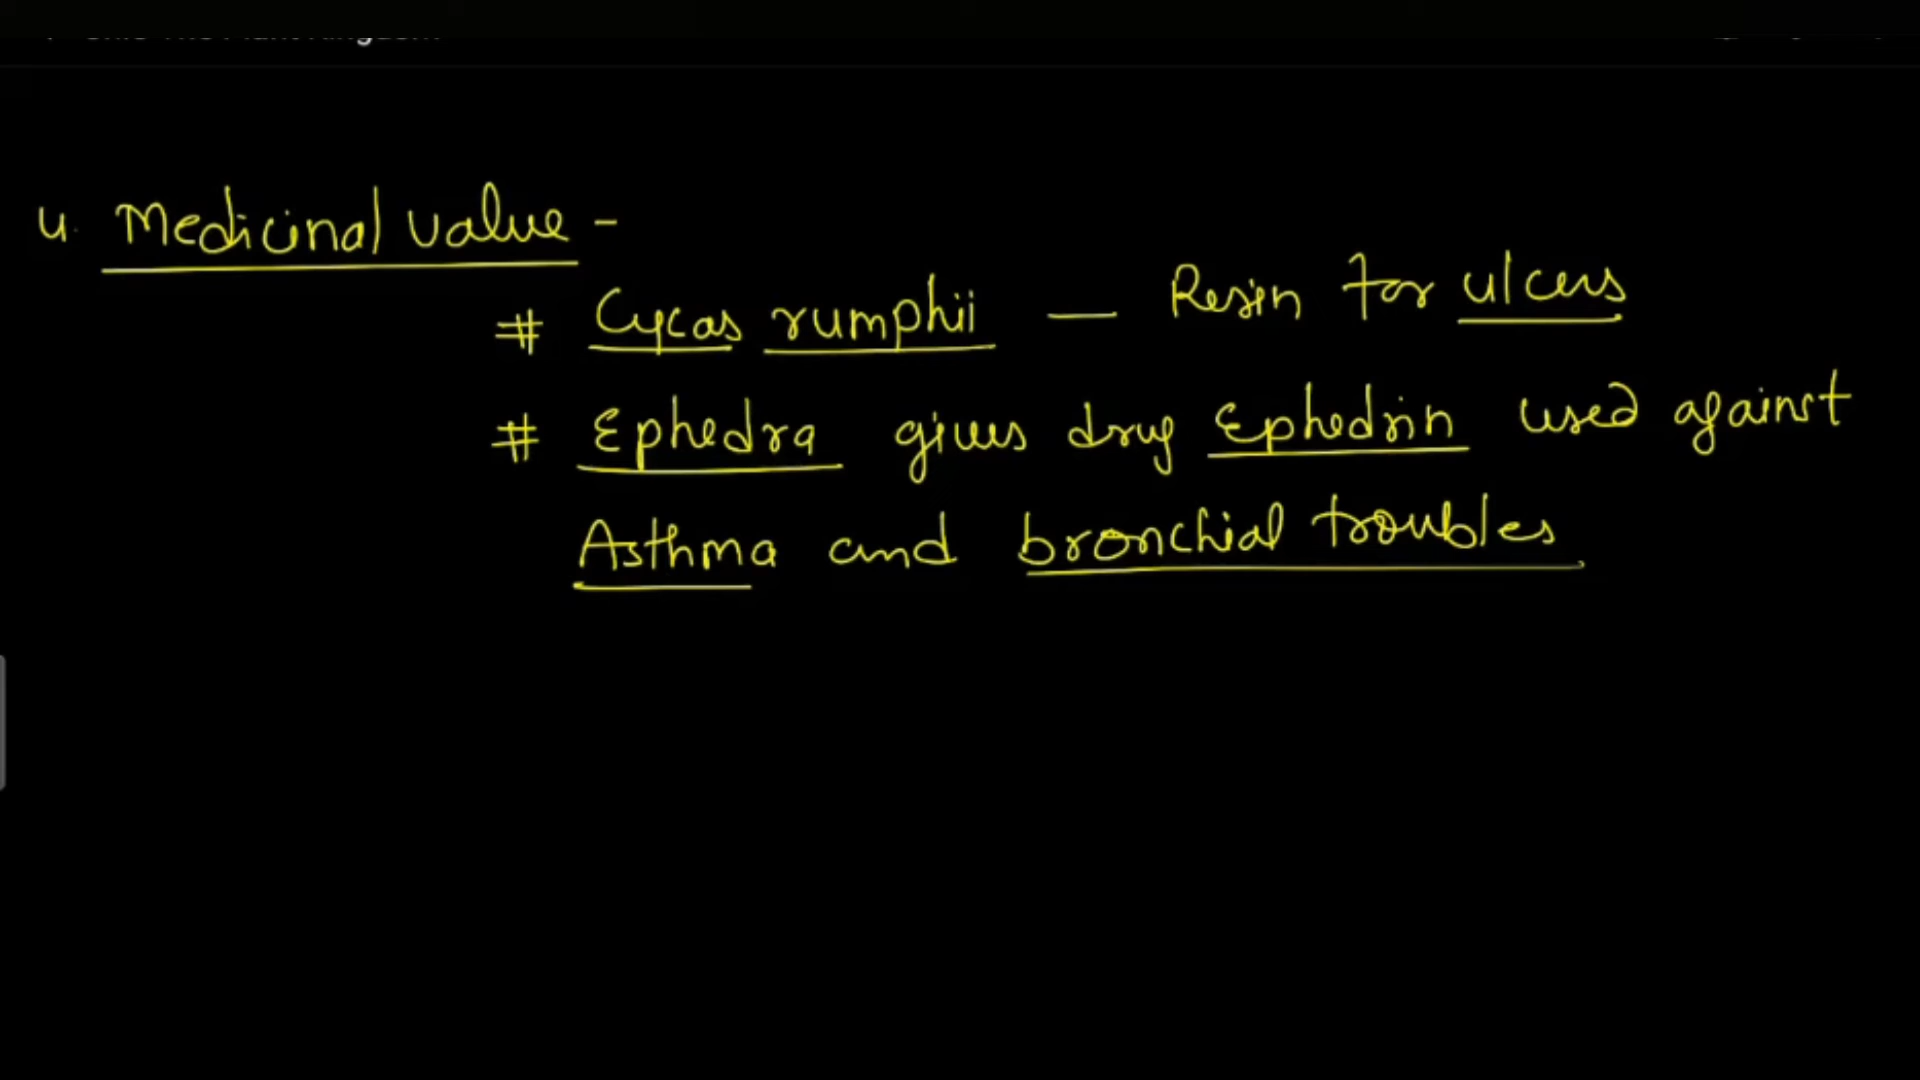 4. Medicinal value -
# Cycas rumphii — Resin for ulcers
# Ephedra gives drug Ephedrin used against
Asthma and bronchial troubles